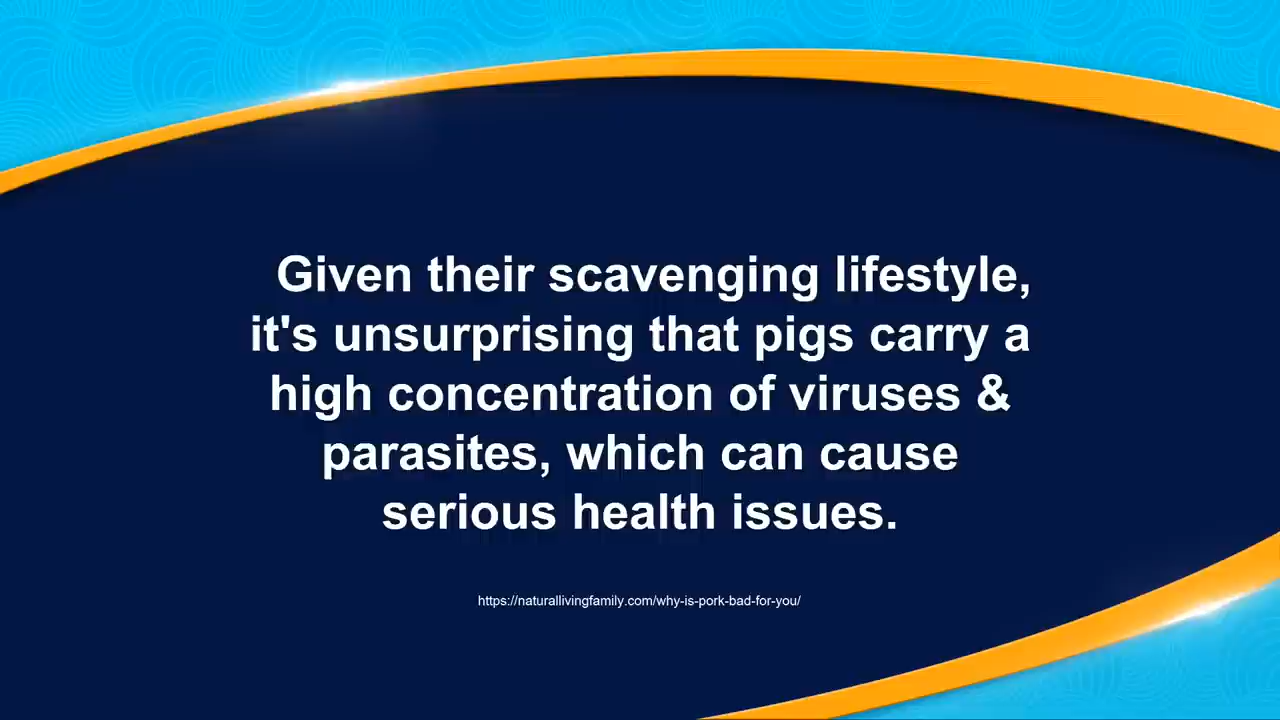 Given their scavenging lifestyle,
it's unsurprising that pigs carry a
high concentration of viruses &
parasites, which can cause
serious health issues.
https://naturallivingfamily.com/why-is-pork-bad-for-you/